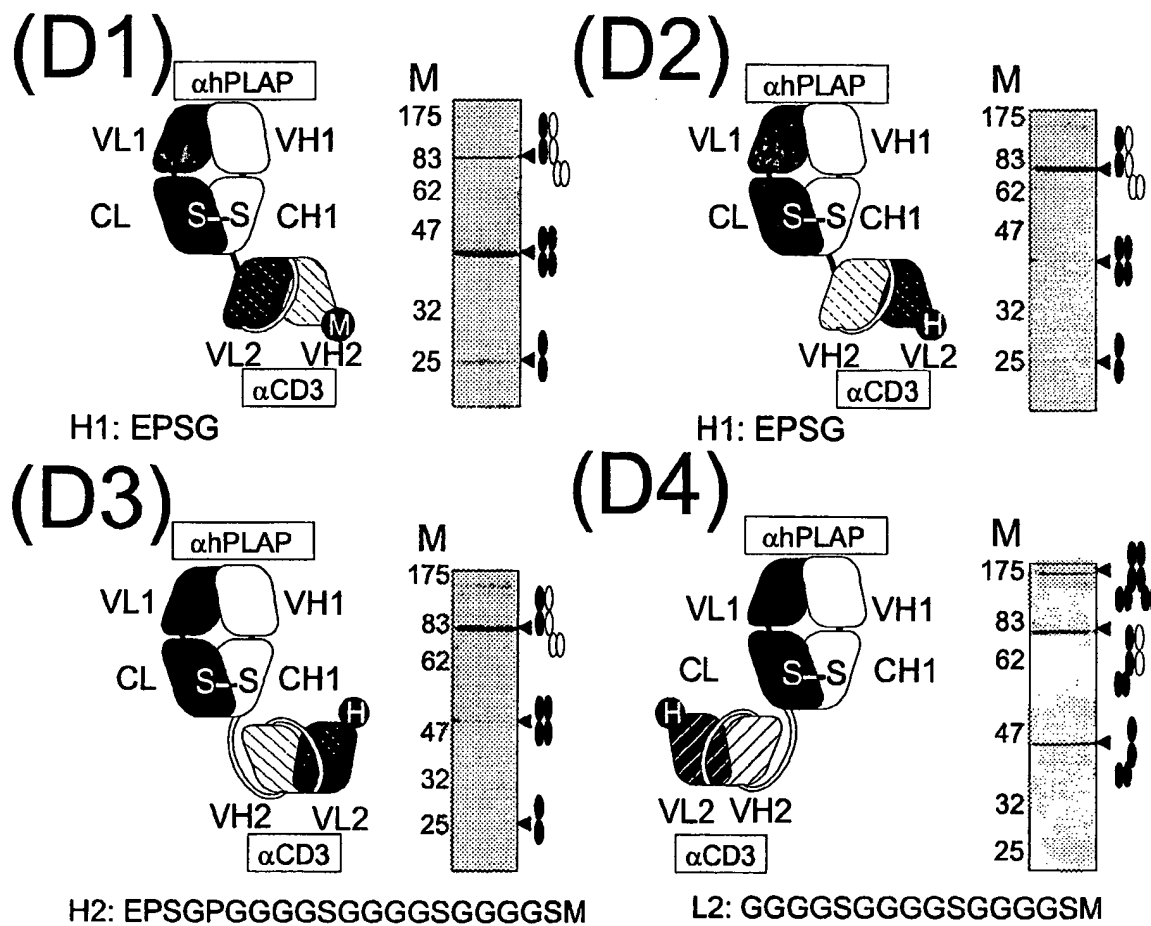 (D1)
αhPLAP
VL1
VH1
CL
S--S
CH1
M
VL2
VH2
αCD3
H1: EPSG
M
175
83
62
47
32
25
(D2)
αhPLAP
VL1
VH1
CL
S--S
CH1
H
VH2
VL2
αCD3
H1: EPSG
M
175
83
62
47
32
25
(D3)
αhPLAP
VL1
VH1
CL
S--S
CH1
H
VH2
VL2
αCD3
H2: EPSGPGGGGSGGGGSGGGGSM
M
175
83
62
47
32
25
(D4)
αhPLAP
VL1
VH1
CL
S--S
CH1
H
VL2
VH2
αCD3
L2: GGGGSGGGGSGGGGSM
M
175
83
62
47
32
25